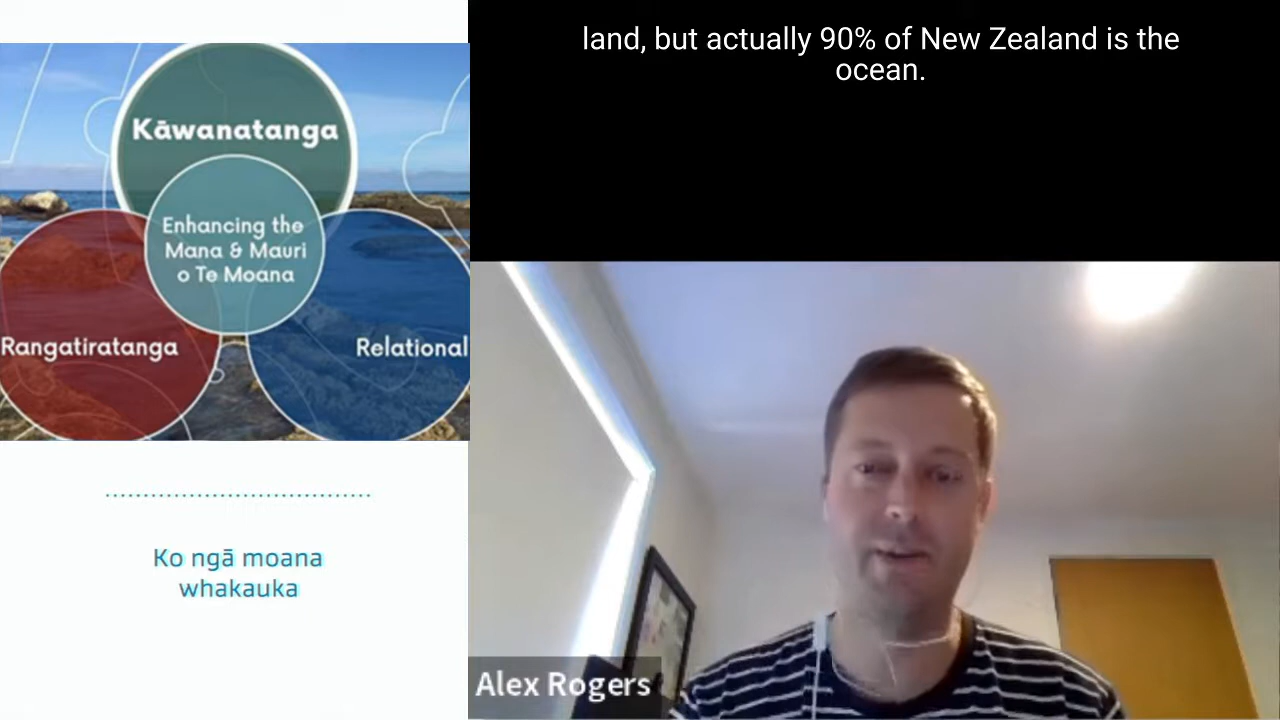 land, but actually 90% of New Zealand is the
ocean.
Kāwanatanga
Enhancing the
Mana & Mauri
o Te Moana
Rangatiratanga
Relational
Ko ngā moana
whakauka
Alex Rogers